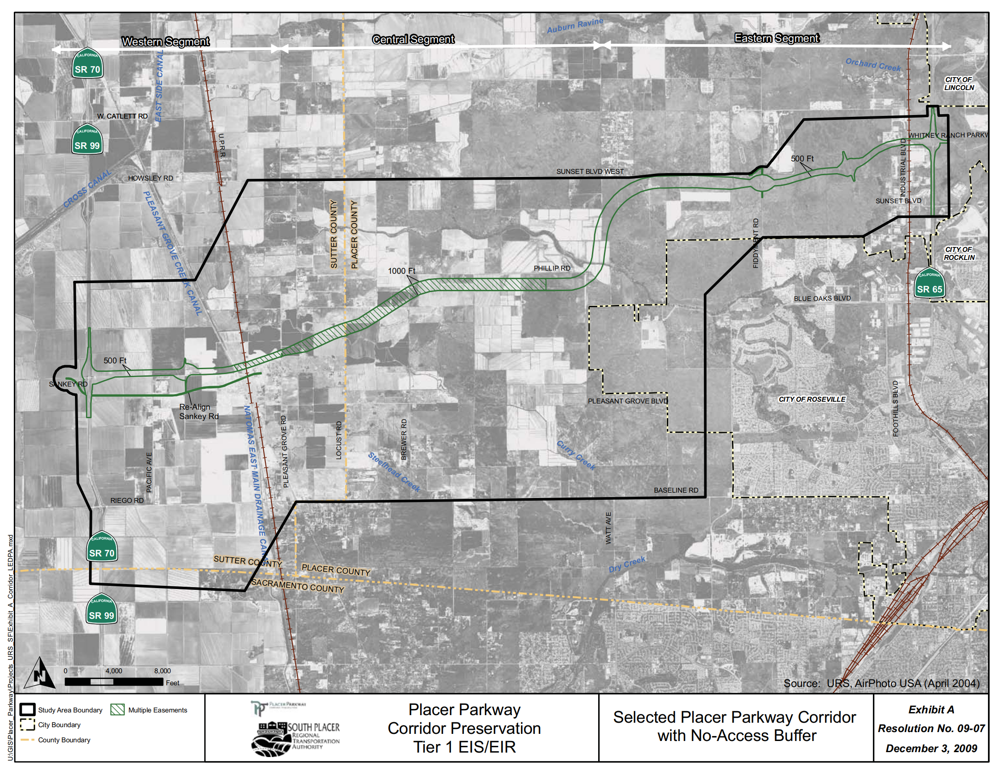 Western Segment
Central Segment
Eastern Segment
Auburn Ravine
Orchard Creek
CALIFORNIA
SR 70
EAST SIDE CANAL
CITY OF
LINCOLN
W. CATLETT RD
CALIFORNIA
SR 99
U.P.R.R.
WHITNEY RANCH PARKW
INDUSTRIAL BLVD
500 Ft
SUNSET BLVD WEST
HOWSLEY RD
CROSS CANAL
PLEASANT GROVE CREEK CANAL
SUNSET BLVD
SUTTER COUNTY
PLACER COUNTY
FIDDYMENT RD
CITY OF
ROCKLIN
PHILLIP RD
1000 Ft
CALIFORNIA
SR 65
BLUE OAKS BLVD
500 Ft
SANKEY RD
Re-Align
Sankey Rd
PLEASANT GROVE BLVD
CITY OF ROSEVILLE
FOOTHILLS BLVD
NATOMAS EAST MAIN DRAINAGE CANAL
PLEASANT GROVE RD
LOCUST RD
BREWER RD
Steelhead Creek
Curry Creek
PACIFIC AVE
RIEGO RD
BASELINE RD
WATT AVE
CALIFORNIA
SR 70
SUTTER COUNTY
PLACER COUNTY
SACRAMENTO COUNTY
Dry Creek
CALIFORNIA
SR 99
N
0 4,000 8,000
Feet
Source: URS, AirPhoto USA (April 2004)
U:\GIS\Placer_Parkway\Projects_URS_SF\Exhibit_A_Corridor_LEDPA.mxd
Study Area Boundary
Multiple Easements
City Boundary
County Boundary
PLACER PARKWAY
SOUTH PLACER
REGIONAL
TRANSPORTATION
AUTHORITY
Placer Parkway
Corridor Preservation
Tier 1 EIS/EIR
Selected Placer Parkway Corridor
with No-Access Buffer
Exhibit A
Resolution No. 09-07
December 3, 2009